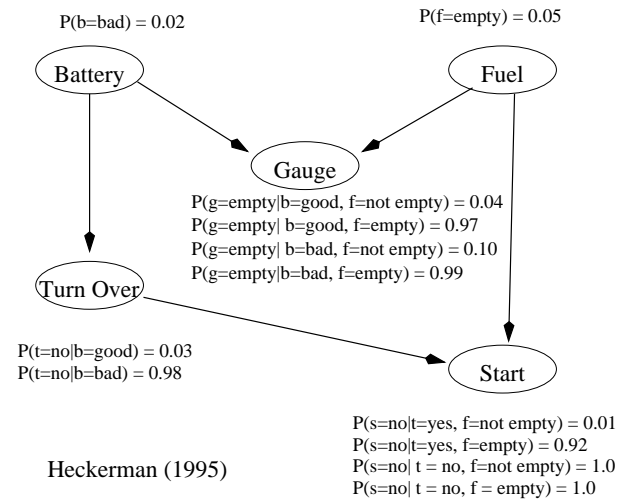 P(b=bad) = 0.02
P(f=empty) = 0.05
Battery
Fuel
Gauge
P(g=empty|b=good, f=not empty) = 0.04
P(g=empty| b=good, f=empty) = 0.97
P(g=empty| b=bad, f=not empty) = 0.10
P(g=empty|b=bad, f=empty) = 0.99
Turn Over
P(t=no|b=good) = 0.03
P(t=no|b=bad) = 0.98
Start
P(s=no|t=yes, f=not empty) = 0.01
P(s=no|t=yes, f=empty) = 0.92
P(s=no| t = no, f=not empty) = 1.0
P(s=no| t = no, f = empty) = 1.0
Heckerman (1995)